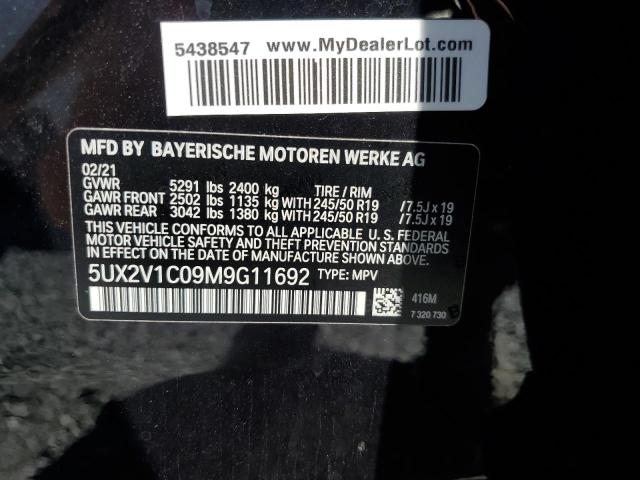 5438547 www.MyDealerLot.com
MFD BY BAYERISCHE MOTOREN WERKE AG
02/21
GVWR 5291 lbs 2400 kg TIRE / RIM
GAWR FRONT 2502 lbs 1135 kg WITH 245/50 R19 /7.5J x 19
GAWR REAR 3042 lbs 1380 kg WITH 245/50 R19 /7.5J x 19
THIS VEHICLE CONFORMS TO ALL APPLICABLE U.S. FEDERAL
MOTOR VEHICLE SAFETY, BUMPER, AND THEFT PREVENTION STANDARDS
IN EFFECT ON THE DATE OF MANUFACTURE SHOWN ABOVE.
5UX2V1C09M9G11692 TYPE: MPV
416M
7 320 730